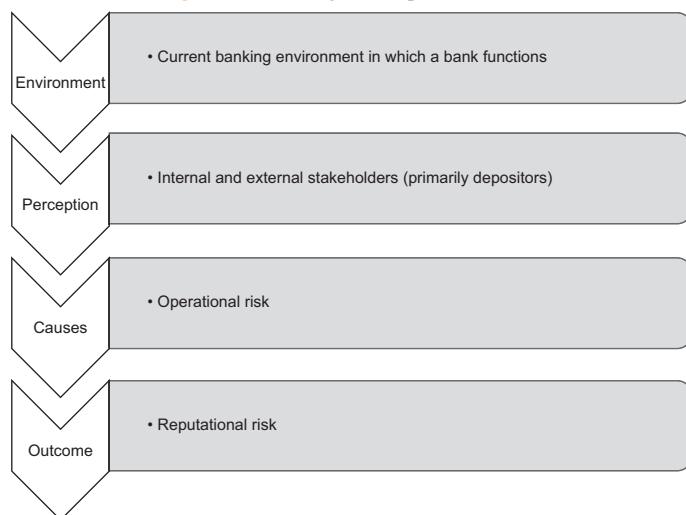 Environment
• Current banking environment in which a bank functions
Perception
• Internal and external stakeholders (primarily depositors)
Causes
• Operational risk
Outcome
• Reputational risk